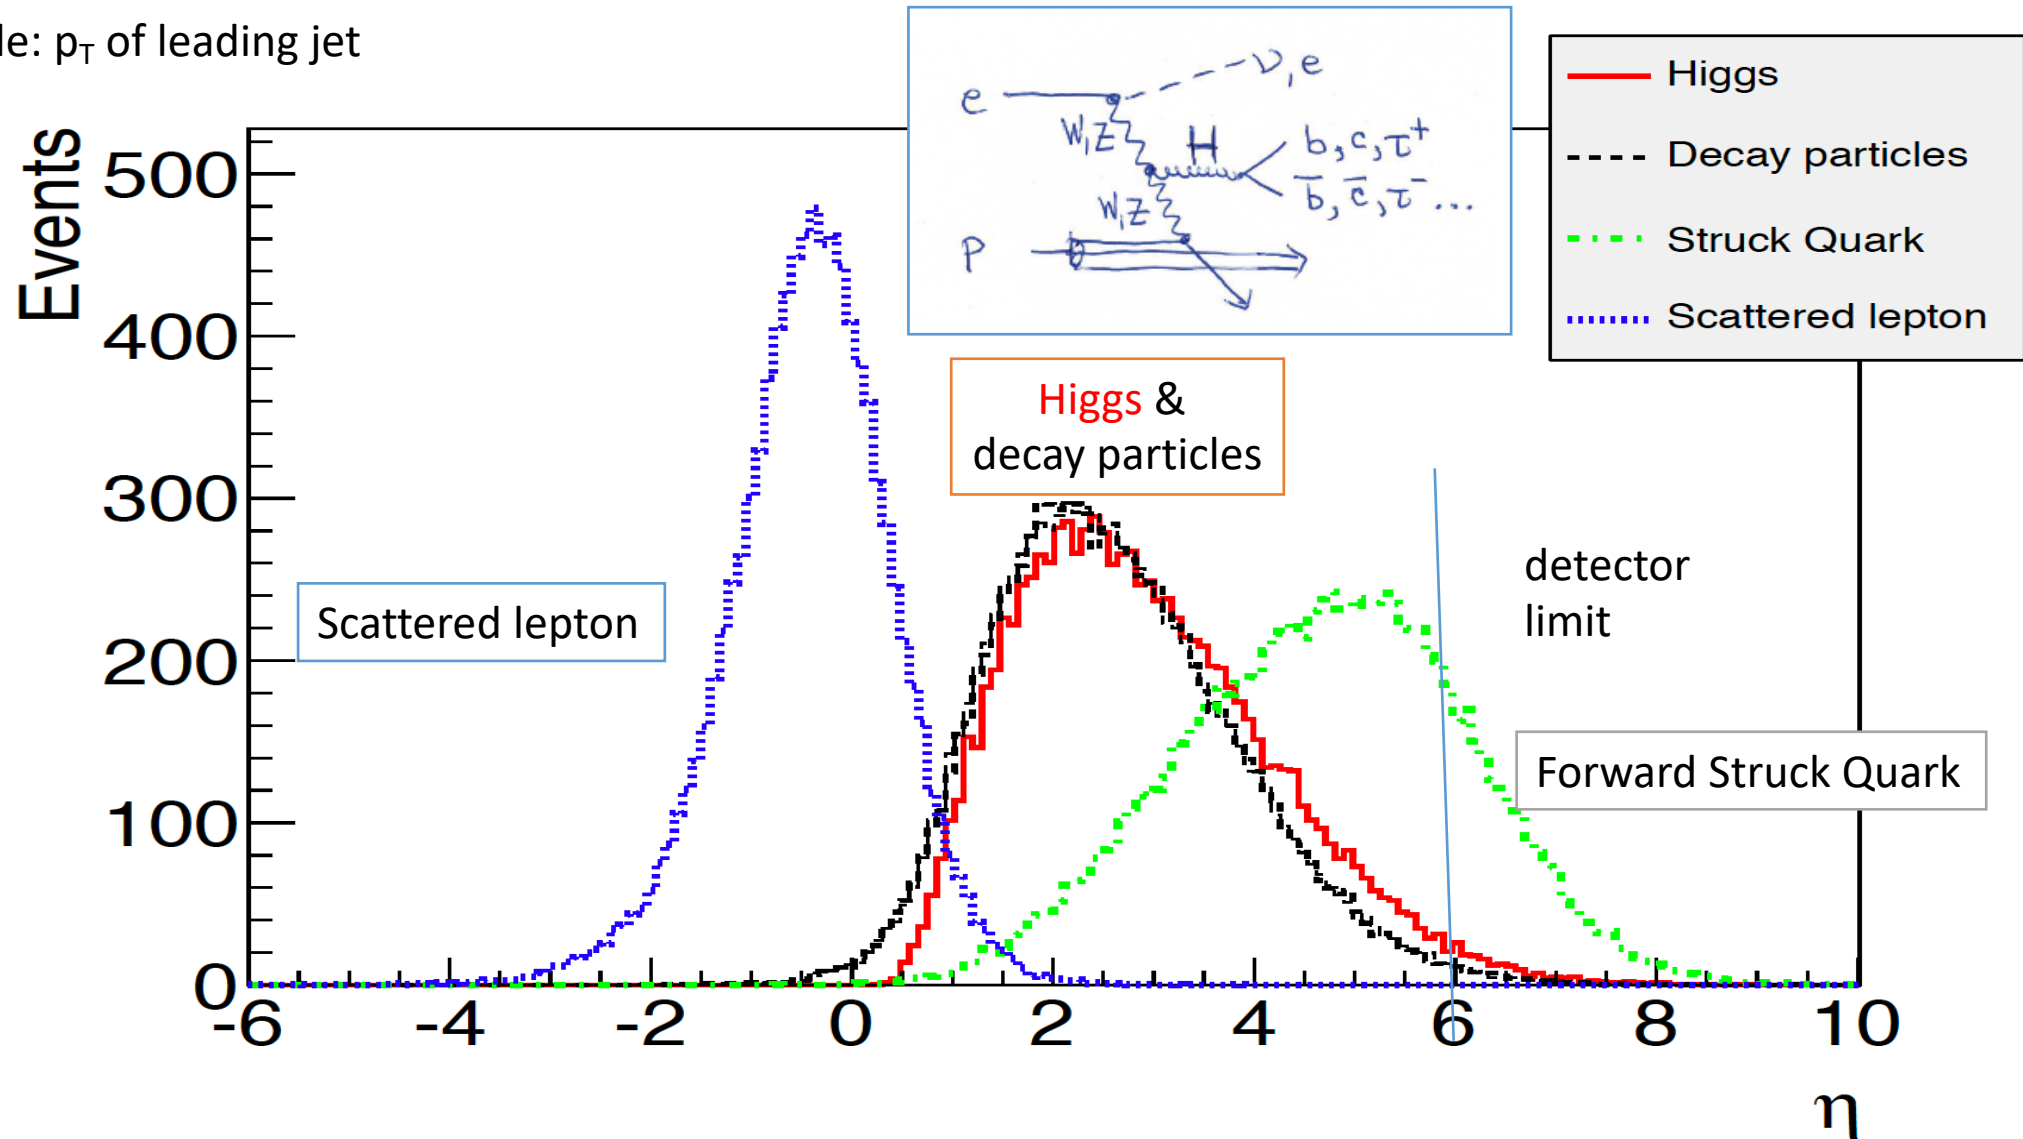 le: pT of leading jet
e
ν, e
W, Z
H
b, c, τ+
b̄, c̄, τ- ...
W, Z
P
Higgs
Decay particles
Struck Quark
Scattered lepton
Events
500
400
300
200
100
0
Higgs &
decay particles
Scattered lepton
detector
limit
Forward Struck Quark
-6 -4 -2 0 2 4 6 8 10
η